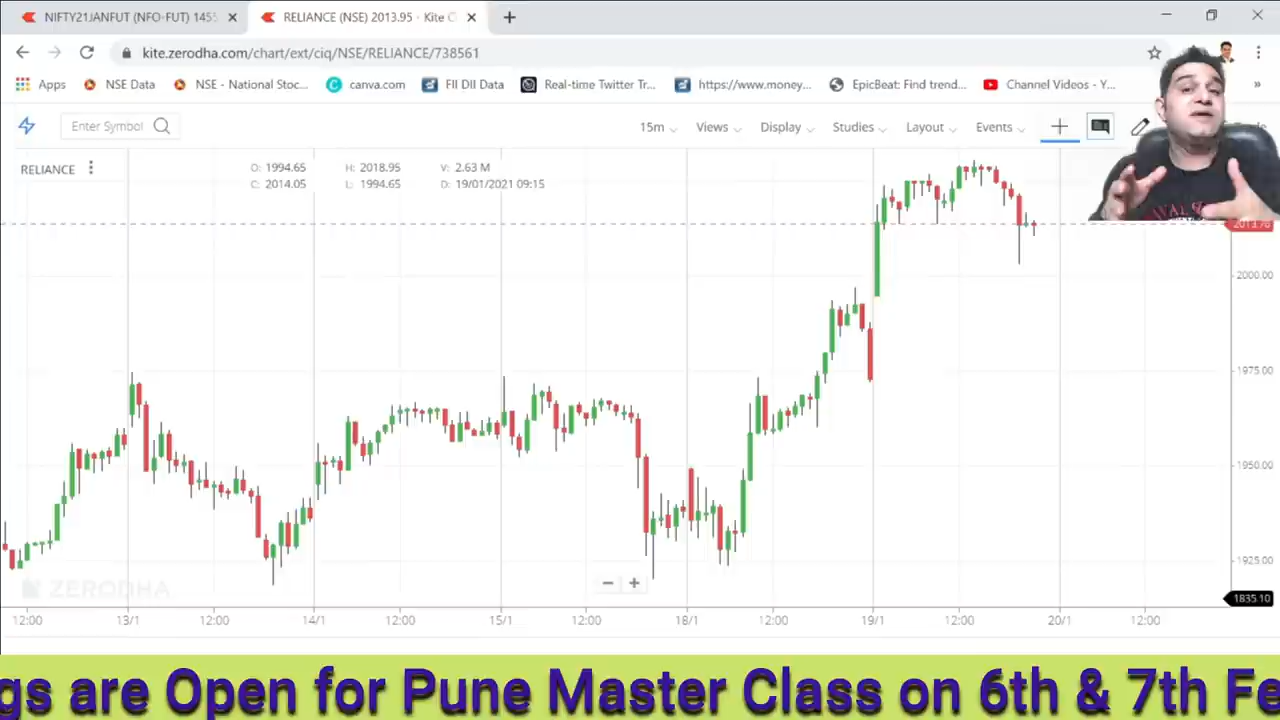 NIFTY21JANFUT (NFO-FUT) 1455
RELIANCE (NSE) 2013.95 - Kite C
kite.zerodha.com/chart/ext/ciq/NSE/RELIANCE/738561
Apps NSE Data NSE - National Stoc... canva.com FII DII Data Real-time Twitter Tr... https://www.money... EpicBeat: Find trend... Channel Videos - Y... »
Enter Symbol 15m Views Display Studies Layout Events
RELIANCE
O: 1994.65 H: 2018.95 V: 2.63 M
C: 2014.05 L: 1994.65 D: 19/01/2021 09:15
2013.70
2000.00
1975.00
1950.00
1925.00
ZERODHA
1835.10
12:00 13/1 12:00 14/1 12:00 15/1 12:00 18/1 12:00 19/1 12:00 20/1 12:00
gs are Open for Pune Master Class on 6th & 7th Fe